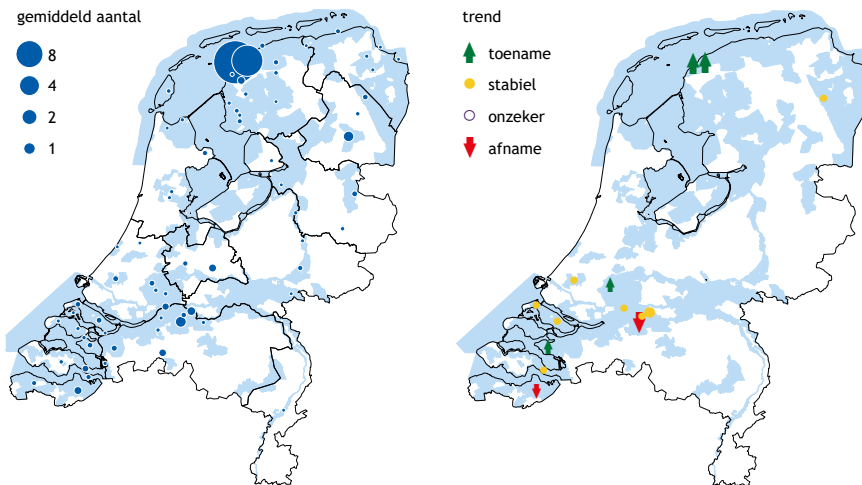 gemiddeld aantal
8
4
2
1
trend
toename
stabiel
onzeker
afname